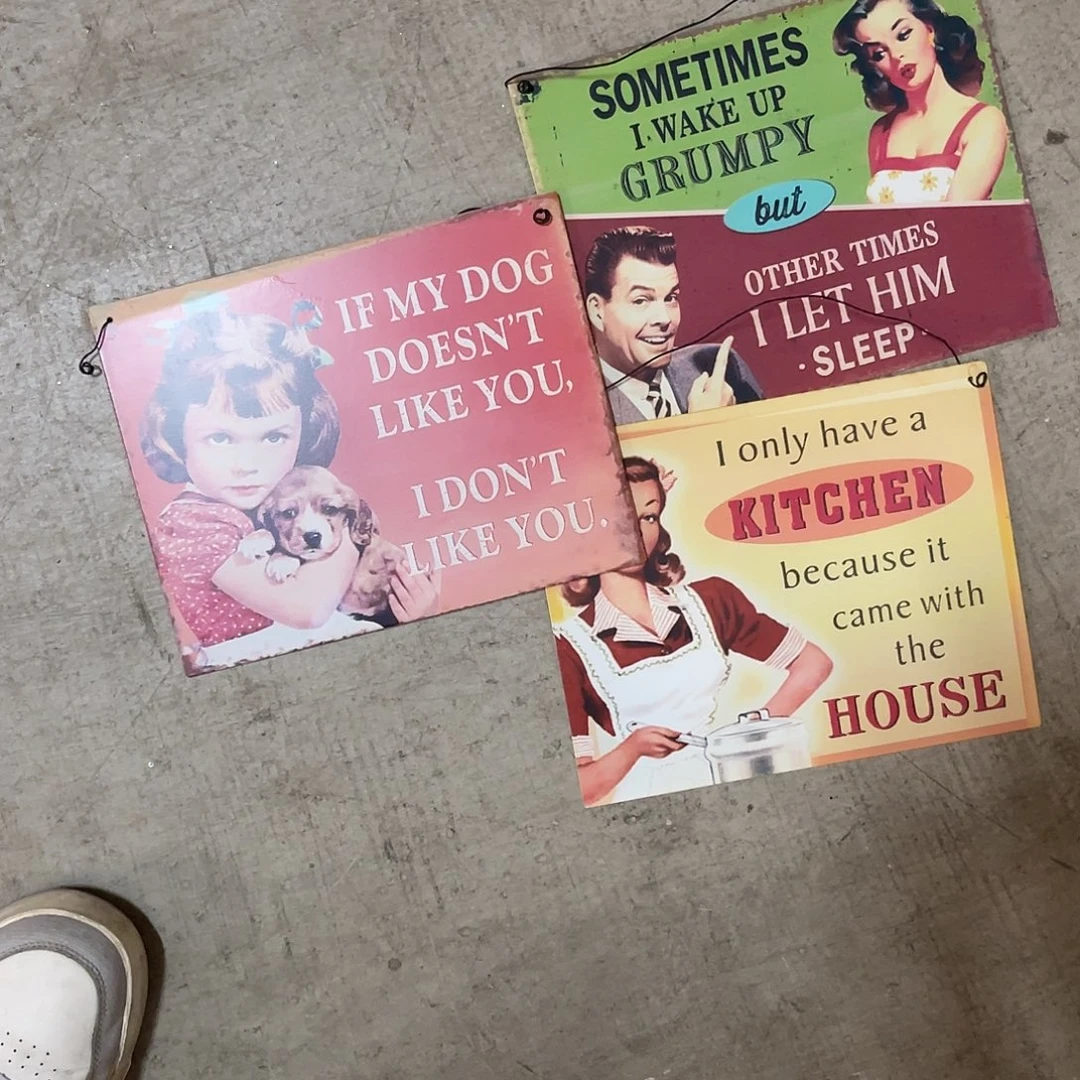 SOMETIMES
I WAKE UP
GRUMPY
but
OTHER TIMES
I LET HIM
SLEEP
IF MY DOG
DOESN'T
LIKE YOU,
I DON'T
LIKE YOU.
I only have a
KITCHEN
because it
came with
the
HOUSE